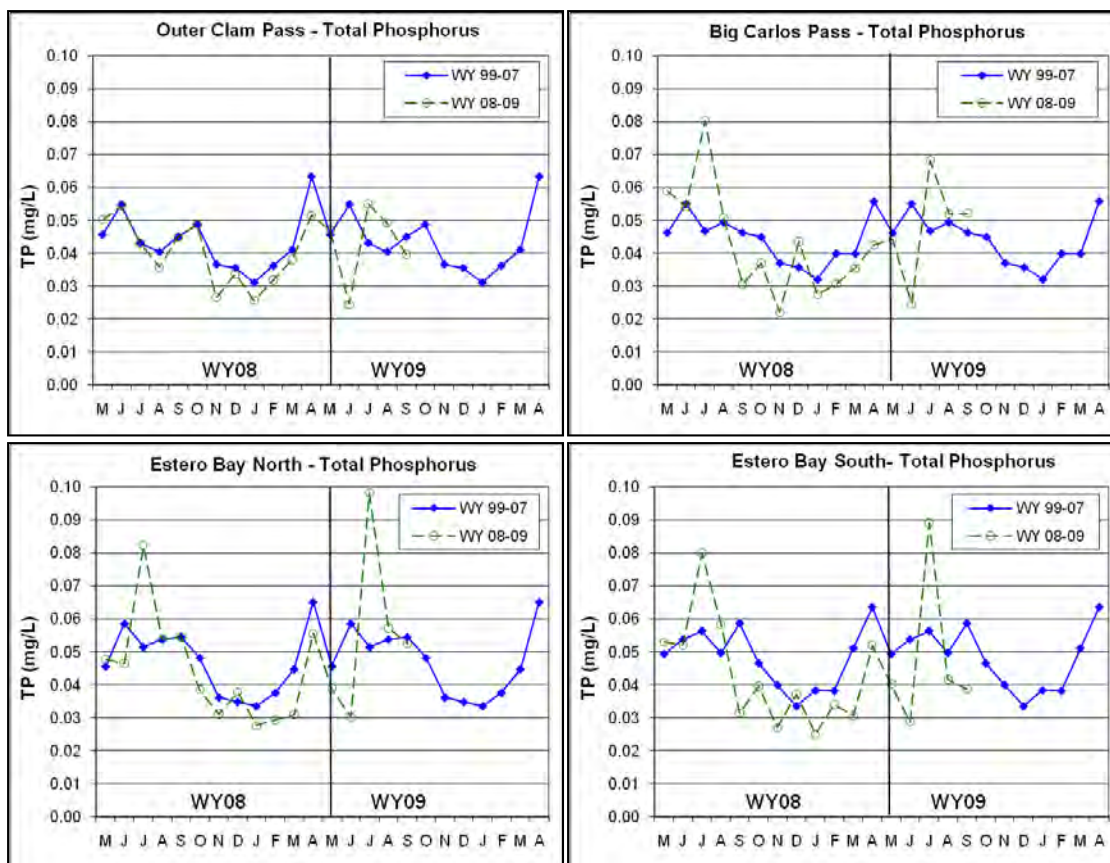 Outer Clam Pass - Total Phosphorus
WY 99-07
WY 08-09
TP (mg/L)
0.10
0.09
0.08
0.07
0.06
0.05
0.04
0.03
0.02
0.01
0.00
WY08 WY09
M J J A S O N D J F M A M J J A S O N D J F M A
Big Carlos Pass - Total Phosphorus
WY 99-07
WY 08-09
TP (mg/L)
0.10
0.09
0.08
0.07
0.06
0.05
0.04
0.03
0.02
0.01
0.00
WY08 WY09
M J J A S O N D J F M A M J J A S O N D J F M A
Estero Bay North - Total Phosphorus
WY 99-07
WY 08-09
TP (mg/L)
0.10
0.09
0.08
0.07
0.06
0.05
0.04
0.03
0.02
0.01
0.00
WY08 WY09
M J J A S O N D J F M A M J J A S O N D J F M A
Estero Bay South- Total Phosphorus
WY 99-07
WY 08-09
TP (mg/L)
0.10
0.09
0.08
0.07
0.06
0.05
0.04
0.03
0.02
0.01
0.00
WY08 WY09
M J J A S O N D J F M A M J J A S O N D J F M A